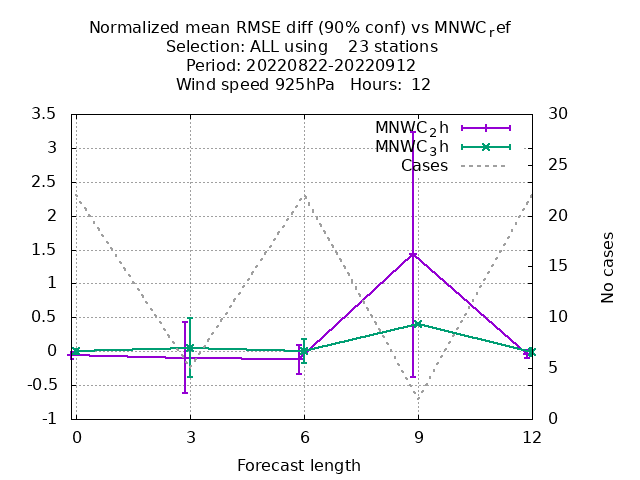 Normalized mean RMSE diff (90% conf) vs MNWC_ref
Selection: ALL using    23 stations
Period: 20220822-20220912
Wind speed 925hPa   Hours:  12
3.5
3
2.5
2
1.5
1
0.5
0
-0.5
-1
30
25
20
15
10
5
0
MNWC_2h
MNWC_3h
Cases
No cases
0 3 6 9 12
Forecast length